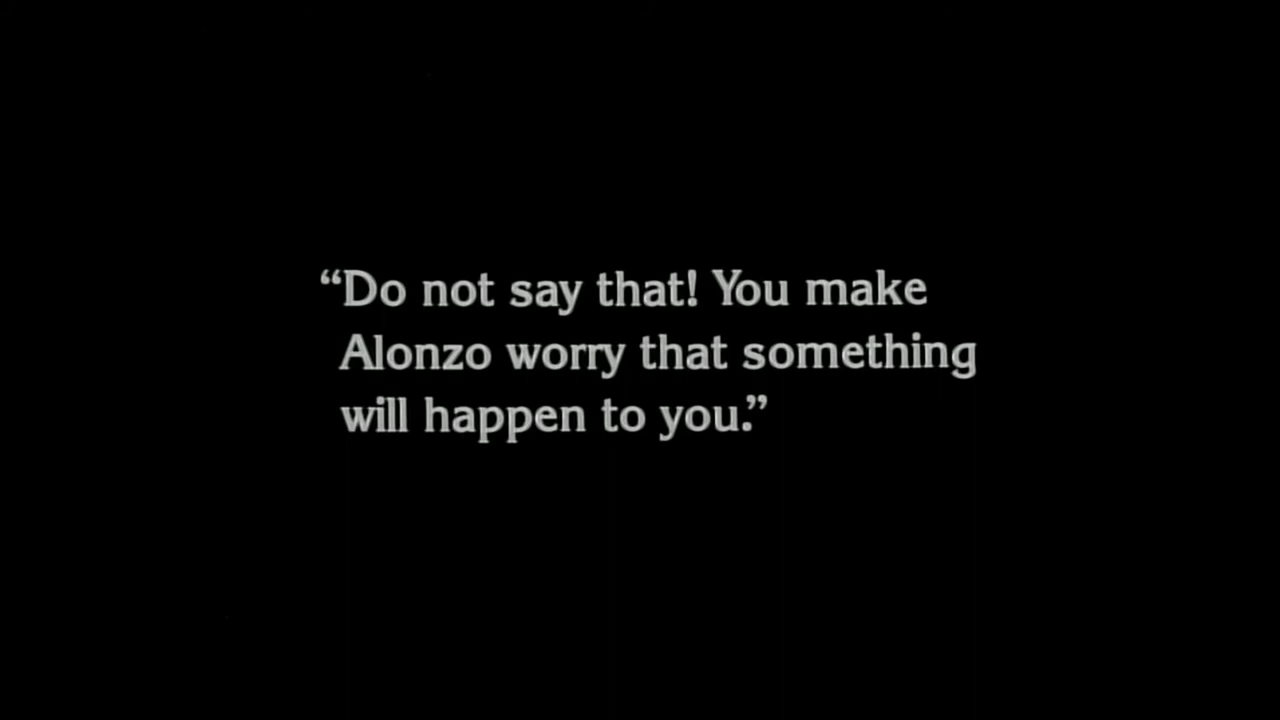 “Do not say that! You make
Alonzo worry that something
will happen to you.”